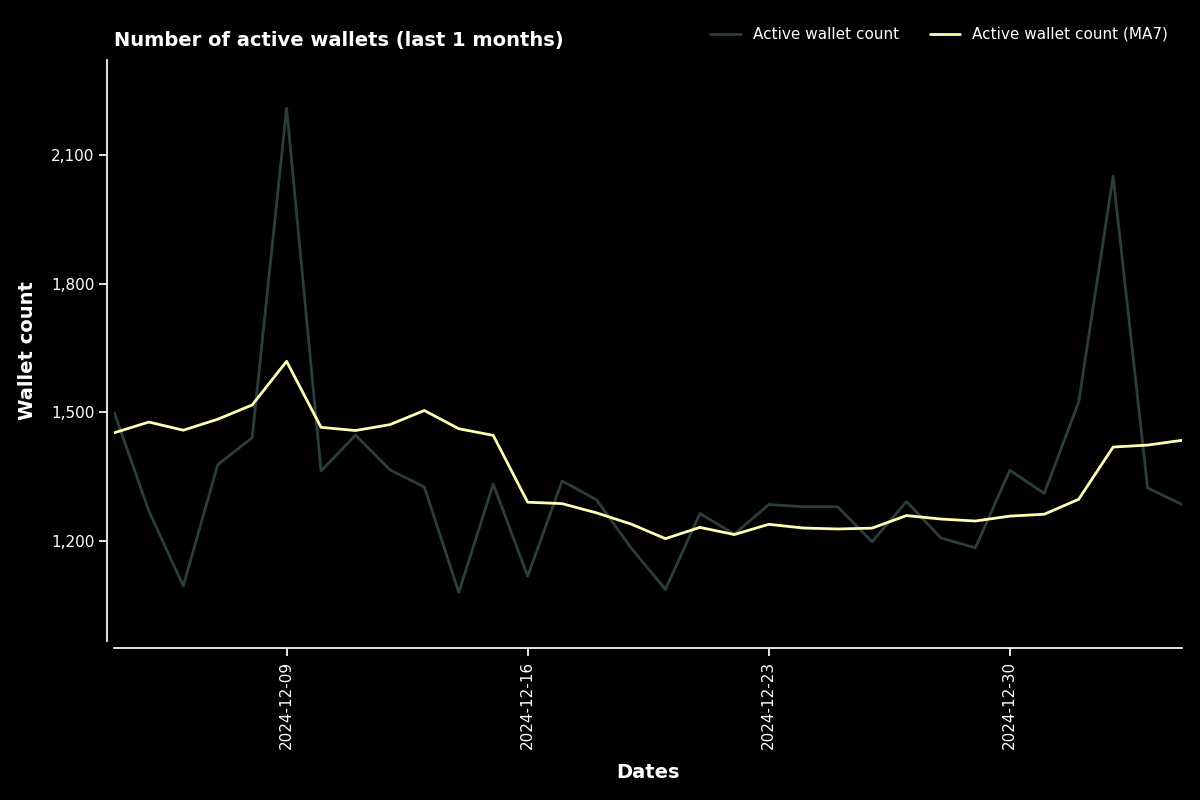 Number of active wallets (last 1 months)
Active wallet count
Active wallet count (MA7)
Wallet count
2,100
1,800
1,500
1,200
2024-12-09
2024-12-16
2024-12-23
2024-12-30
Dates